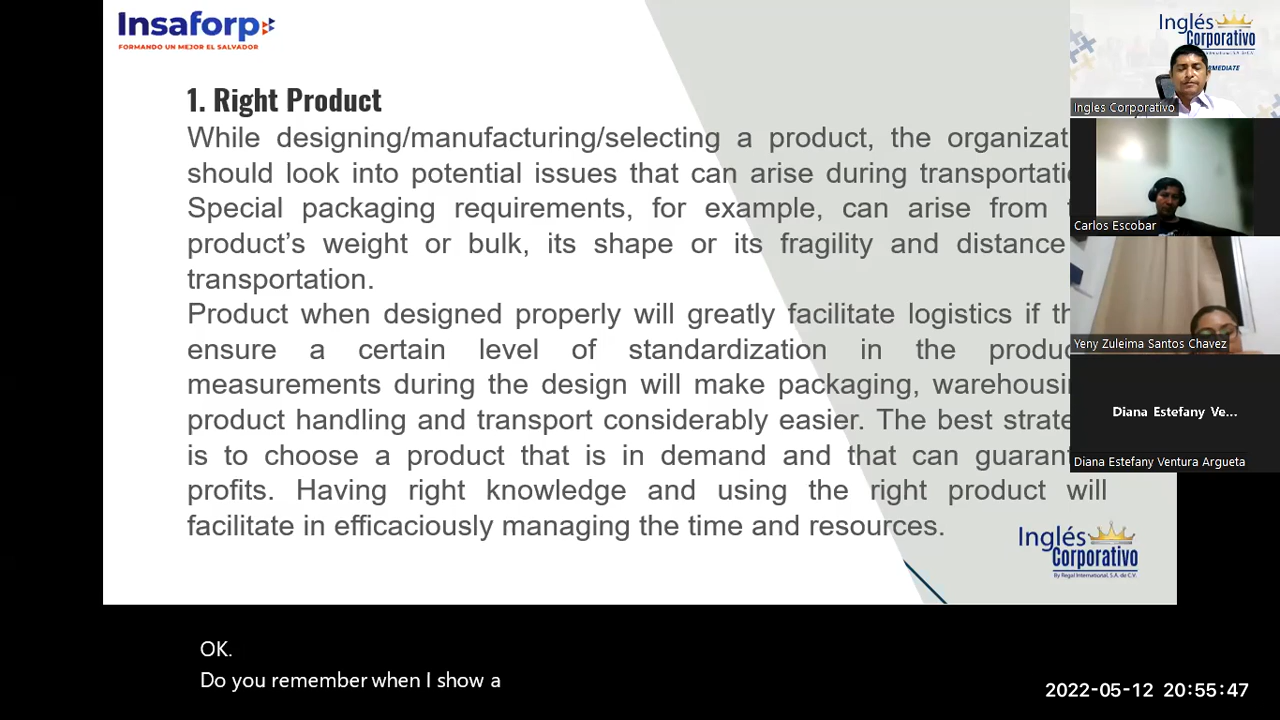 Insaforp
FORMANDO UN MEJOR EL SALVADOR
1. Right Product
While designing/manufacturing/selecting a product, the
should look into potential issues that can arise during
Special packaging requirements, for example, can arise from
product's weight or bulk, its shape or its fragility and distance
transportation.
Product when designed properly will greatly facilitate logistics if
ensure a certain level of standardization in the
measurements during the design will make packaging,
product handling and transport considerably easier. The best
is to choose a product that is in demand and that can
profits. Having right knowledge and using the right product will
facilitate in efficaciously managing the time and resources.
Inglés
Corporativo
By Regal International, S.A. de C.V.
Inglés
Corporativo
Ingles Corporativo
Carlos Escobar
Yeny Zuleima Santos Chavez
Diana Estefany Ve...
Diana Estefany Ventura Argueta
OK.
Do you remember when I show a
2022-05-12 20:55:47